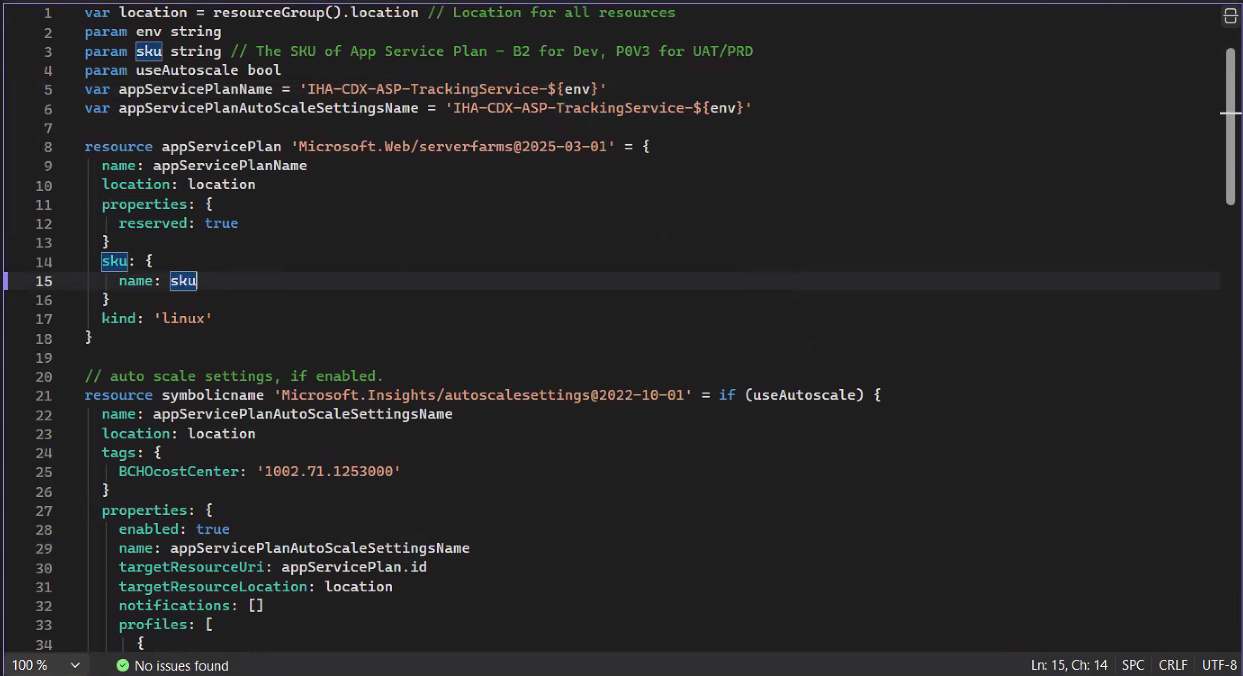 1 var location = resourceGroup().location // Location for all resources
2 param env string
3 param sku string // The SKU of App Service Plan - B2 for Dev, P0V3 for UAT/PRD
4 param useAutoscale bool
5 var appServicePlanName = 'IHA-CDX-ASP-TrackingService-${env}'
6 var appServicePlanAutoScaleSettingsName = 'IHA-CDX-ASP-TrackingService-${env}'
7
8 resource appServicePlan 'Microsoft.Web/serverfarms@2025-03-01' = {
9 name: appServicePlanName
10 location: location
11 properties: {
12 reserved: true
13 }
14 sku: {
15 name: sku
16 }
17 kind: 'linux'
18 }
19
20 // auto scale settings, if enabled.
21 resource symbolicname 'Microsoft.Insights/autoscalesettings@2022-10-01' = if (useAutoscale) {
22 name: appServicePlanAutoScaleSettingsName
23 location: location
24 tags: {
25 BCHOcostCenter: '1002.71.1253000'
26 }
27 properties: {
28 enabled: true
29 name: appServicePlanAutoScaleSettingsName
30 targetResourceUri: appServicePlan.id
31 targetResourceLocation: location
32 notifications: []
33 profiles: [
34 {
100 % No issues found Ln: 15, Ch: 14 SPC CRLF UTF-8